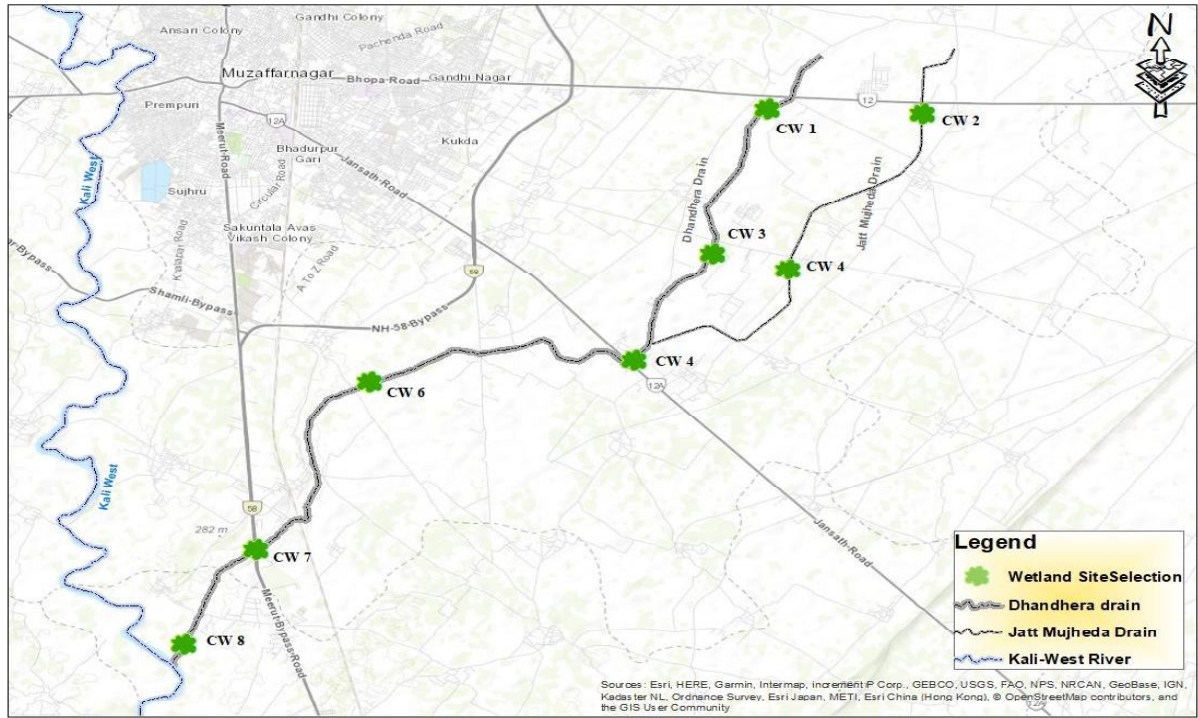 Gandhi Colony
Ansari Colony
Pachenda Road
N
Muzaffarnagar
Bhopa-Road
Gandhi Nagar
12
Prempuri
12A
CW 1
CW 2
Meerut-Road
Bhadurpur
Gari
Kukda
Jansath-Road
Kali West
Sujhru
Circular Road
Dhandhera Drain
Jatt Mujheda Drain
Sakuntala Avas
Vikash Colony
CW 3
A To Z Road
CW 4
Shamli-Bypass
NH-58-Bypass
CW 4
12A
CW 6
Kali West
58
282 m
CW 7
Jansath-Road
Meerut-Bypass-Road
CW 8
Legend
Wetland SiteSelection
Dhandhera drain
Jatt Mujheda Drain
Kali-West River
Sources: Esri, HERE, Garmin, Intermap, increment P Corp., GEBCO, USGS, FAO, NPS, NRCAN, GeoBase, IGN,
Kadaster NL, Ordnance Survey, Esri Japan, METI, Esri China (Hong Kong), © OpenStreetMap contributors, and
the GIS User Community